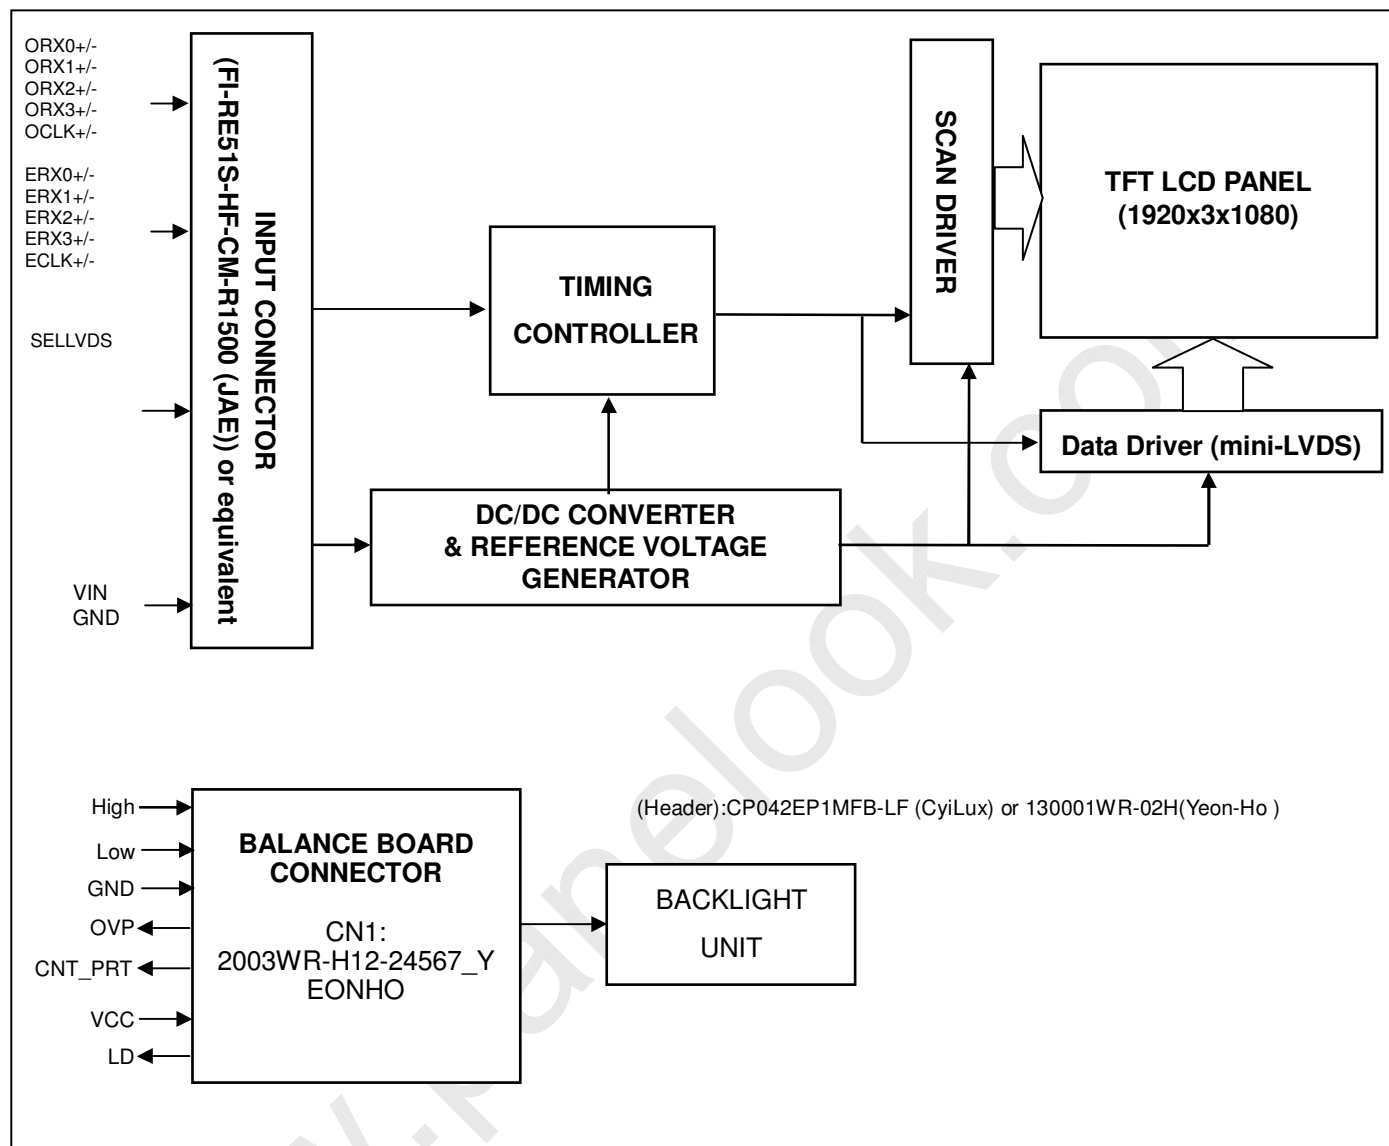 ORX0+/-
ORX1+/-
ORX2+/-
ORX3+/-
OCLK+/-
ERX0+/-
ERX1+/-
ERX2+/-
ERX3+/-
ECLK+/-
SELLVDS
VIN
GND
INPUT CONNECTOR
(FI-RE51S-HF-CM-R1500 (JAE)) or equivalent
TIMING
CONTROLLER
SCAN DRIVER
TFT LCD PANEL
(1920x3x1080)
Data Driver (mini-LVDS)
DC/DC CONVERTER
& REFERENCE VOLTAGE
GENERATOR
High
Low
GND
OVP
CNT_PRT
VCC
LD
BALANCE BOARD
CONNECTOR
CN1:
2003WR-H12-24567_Y
EONHO
(Header):CP042EP1MFB-LF (CyiLux) or 130001WR-02H(Yeon-Ho )
BACKLIGHT
UNIT
.panelook.co